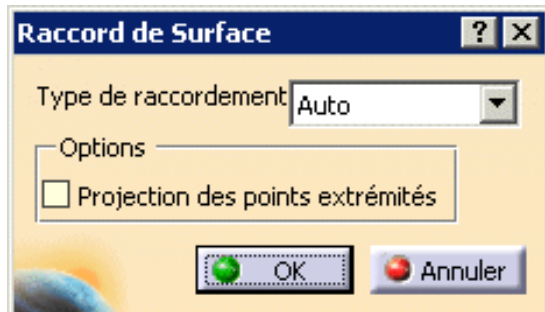 Raccord de Surface ? X
Type de raccordement Auto
Options
Projection des points extrémités
OK Annuler